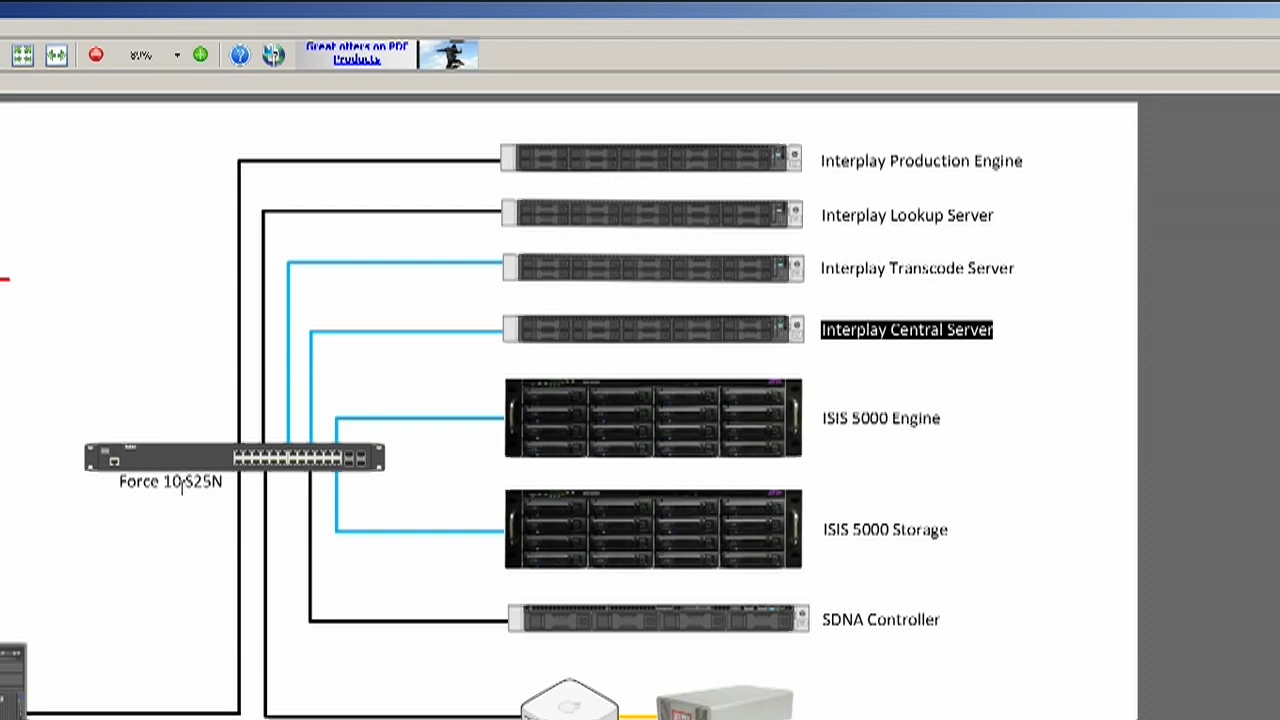 80%
Great offers on PDF
Products
Interplay Production Engine
Interplay Lookup Server
Interplay Transcode Server
Interplay Central Server
ISIS 5000 Engine
Force 10 S25N
ISIS 5000 Storage
SDNA Controller